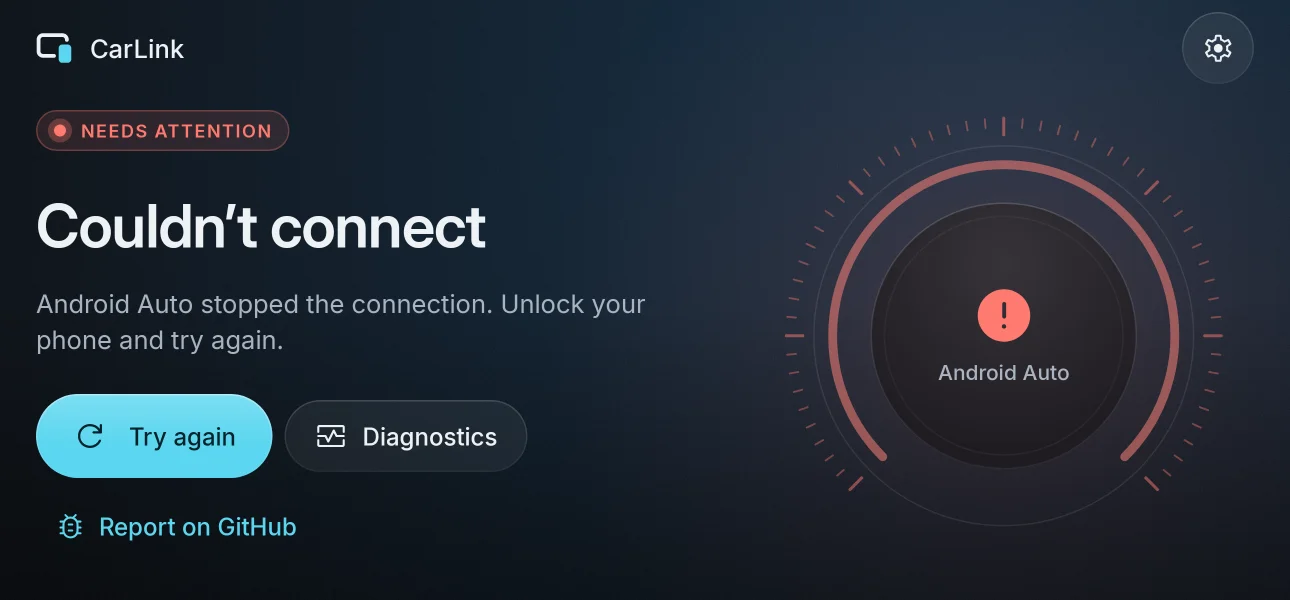 CarLink
NEEDS ATTENTION
Couldn’t connect
Android Auto stopped the connection. Unlock your
phone and try again.
Try again
Diagnostics
Report on GitHub
Android Auto